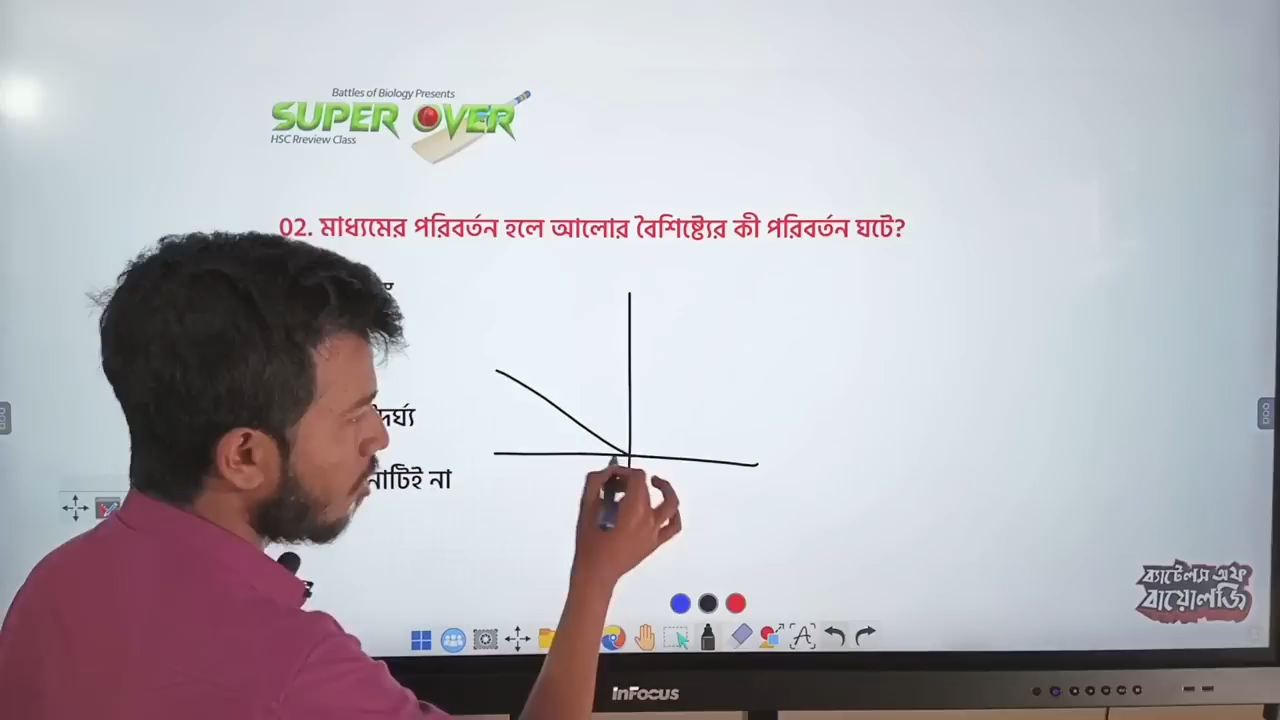 Battles of Biology Presents
SUPER OVER
HSC Rreview Class
02. মাধ্যমের পরিবর্তন হলে আলোর বৈশিষ্ট্যের কী পরিবর্তন ঘটে?
না
ব্যাটেলস অফ
বায়োলজি
InFocus